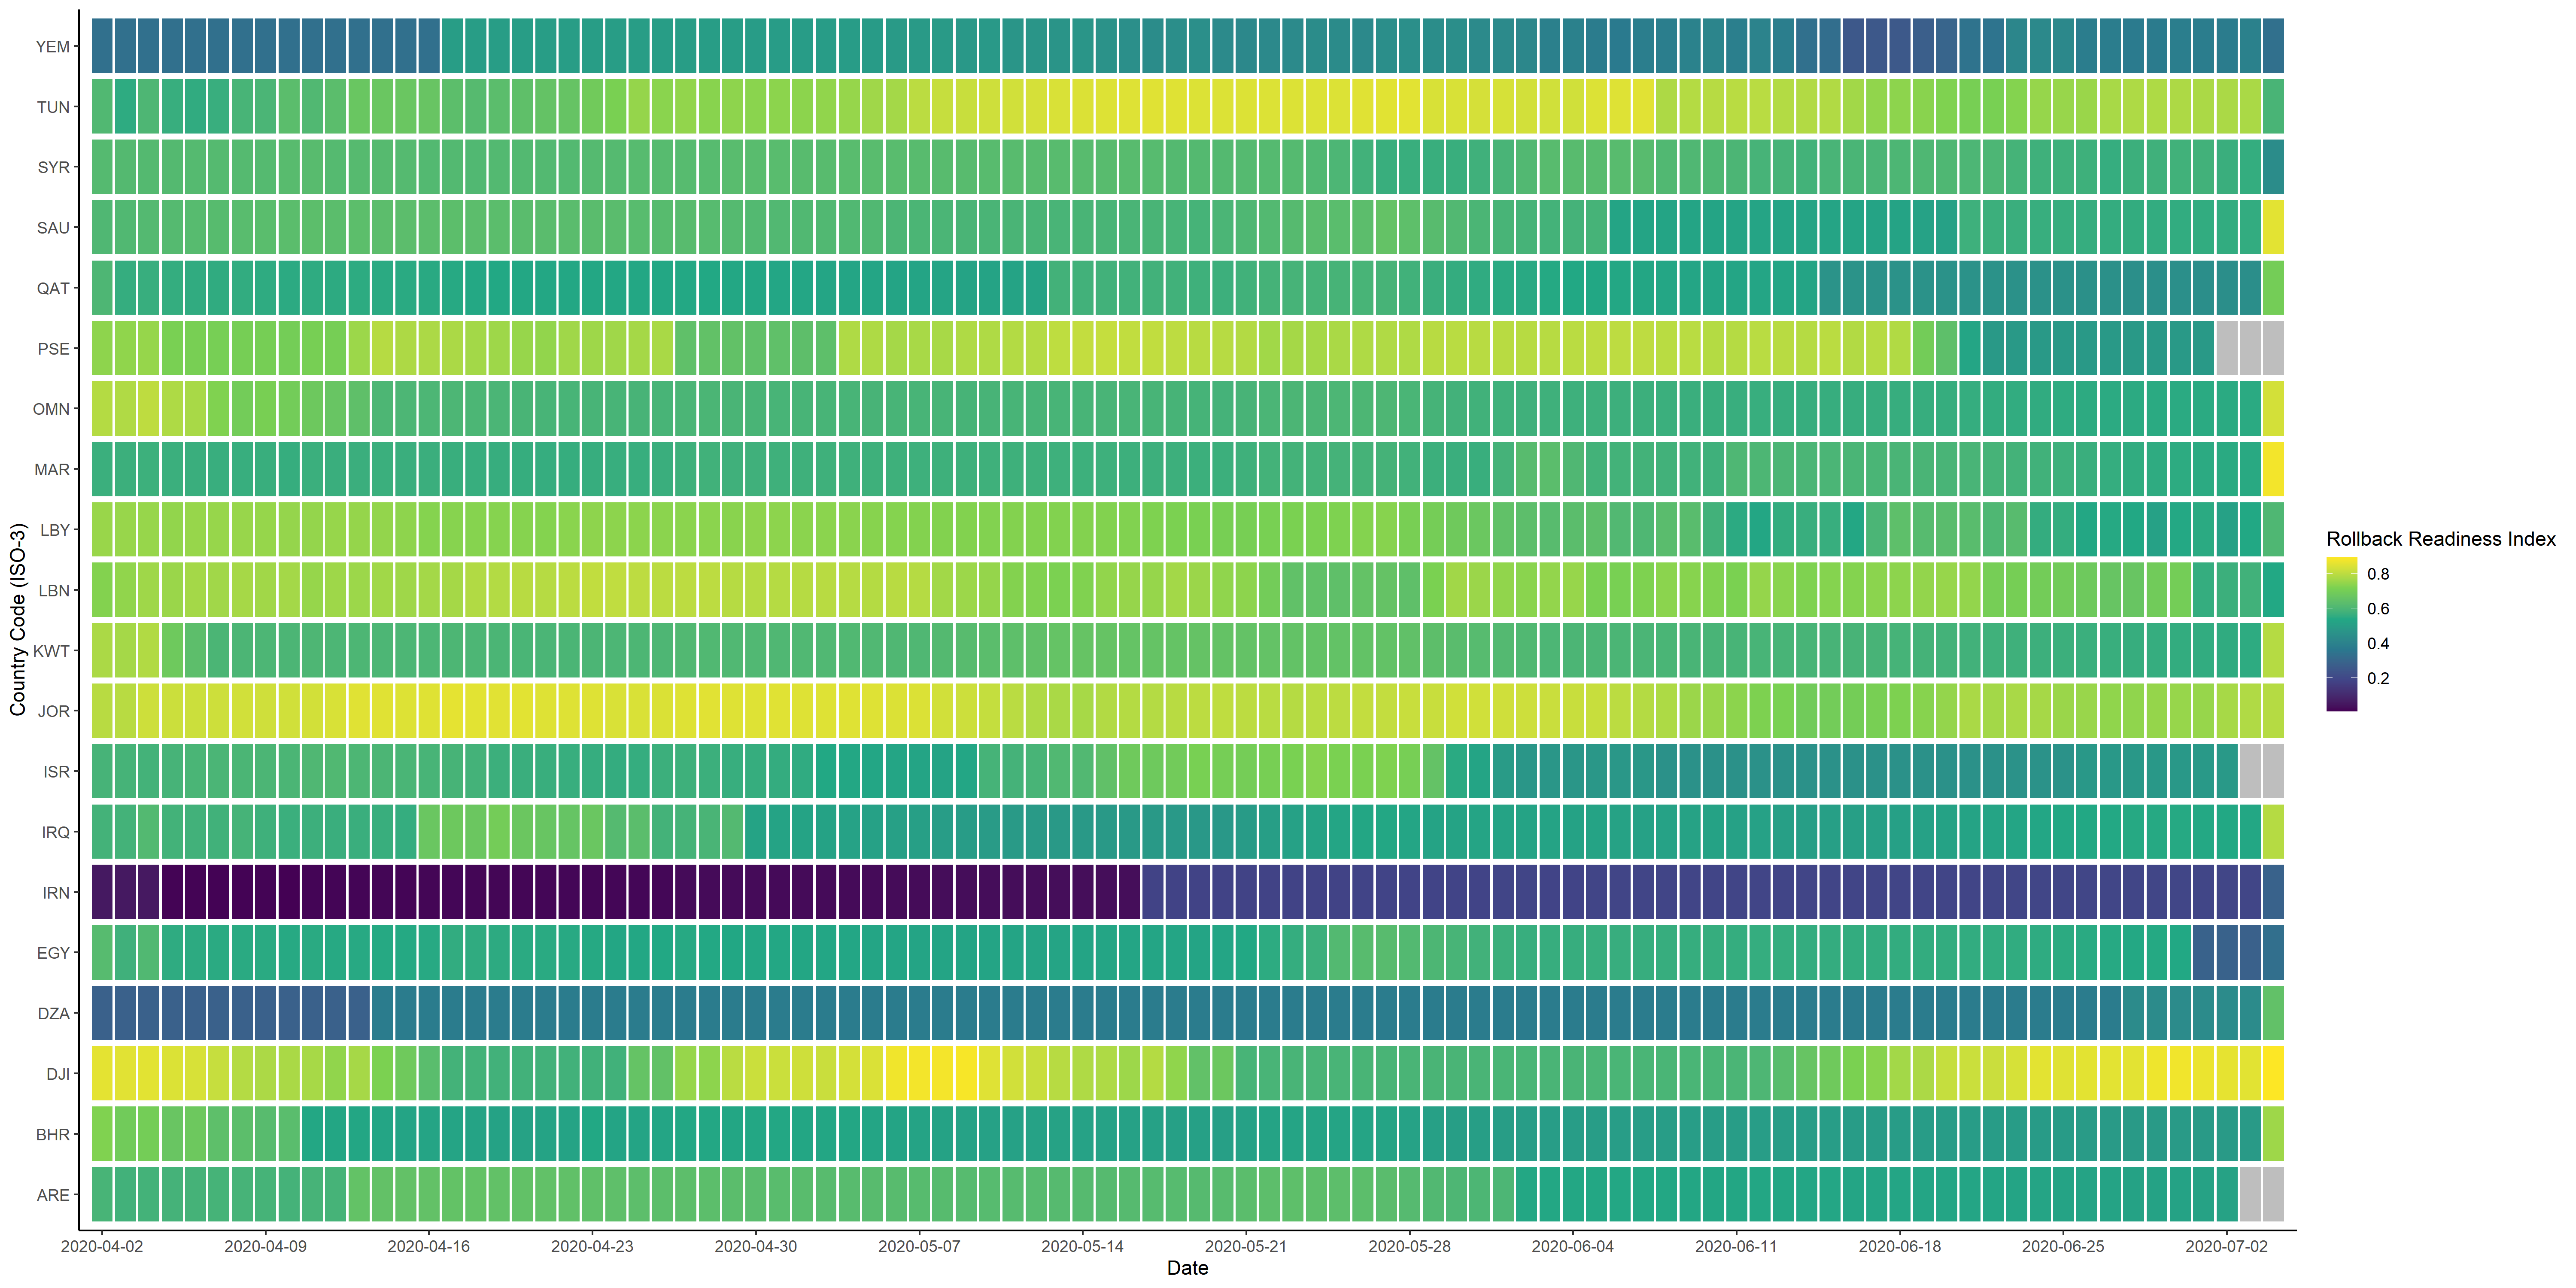 Country Code (ISO-3)
YEM
TUN
SYR
SAU
QAT
PSE
OMN
MAR
LBY
LBN
KWT
JOR
ISR
IRQ
IRN
EGY
DZA
DJI
BHR
ARE
2020-04-02 2020-04-09 2020-04-16 2020-04-23 2020-04-30 2020-05-07 2020-05-14 2020-05-21 2020-05-28 2020-06-04 2020-06-11 2020-06-18 2020-06-25 2020-07-02
Date
Rollback Readiness Index
0.8
0.6
0.4
0.2